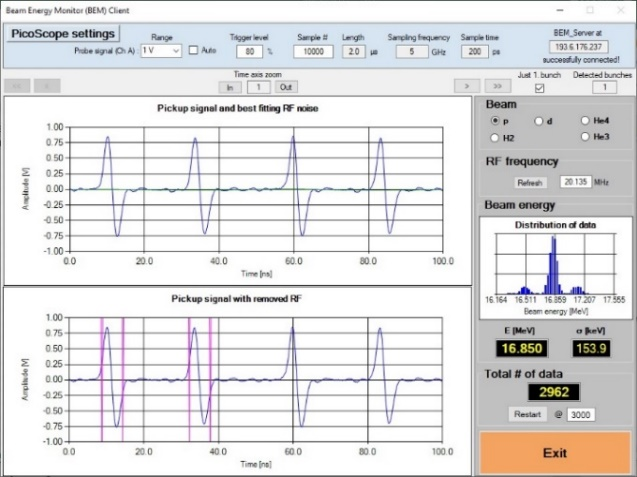 Beam Energy Monitor (BEM) Client
PicoScope settings
Range
Trigger level
Sample #
Length
Sampling frequency
Sample time
BEM_Server at
Probe signal (Ch A) : 1 V
Auto
80 %
10000
2.0 µs
5 GHz
200 ps
193.6.176.237
successfully connected!
Time axis zoom
Just 1. bunch
Detected bunches
<<
<
In
1
Out
>
>>
1
Pickup signal and best fitting RF noise
1.00
0.75
0.50
0.25
0.00
-0.25
-0.50
-0.75
-1.00
Amplitude [V]
0.0 20.0 40.0 60.0 80.0 100.0
Time [ns]
Pickup signal with removed RF
1.00
0.75
0.50
0.25
0.00
-0.25
-0.50
-0.75
-1.00
Amplitude [V]
0.0 20.0 40.0 60.0 80.0 100.0
Time [ns]
Beam
p
d
He4
H2
He3
RF frequency
Refresh
20.135 MHz
Beam energy
Distribution of data
16.164 16.511 16.859 17.207 17.555
Beam energy [MeV]
E [MeV]
σ [keV]
16.850
153.9
Total # of data
2962
Restart @ 3000
Exit